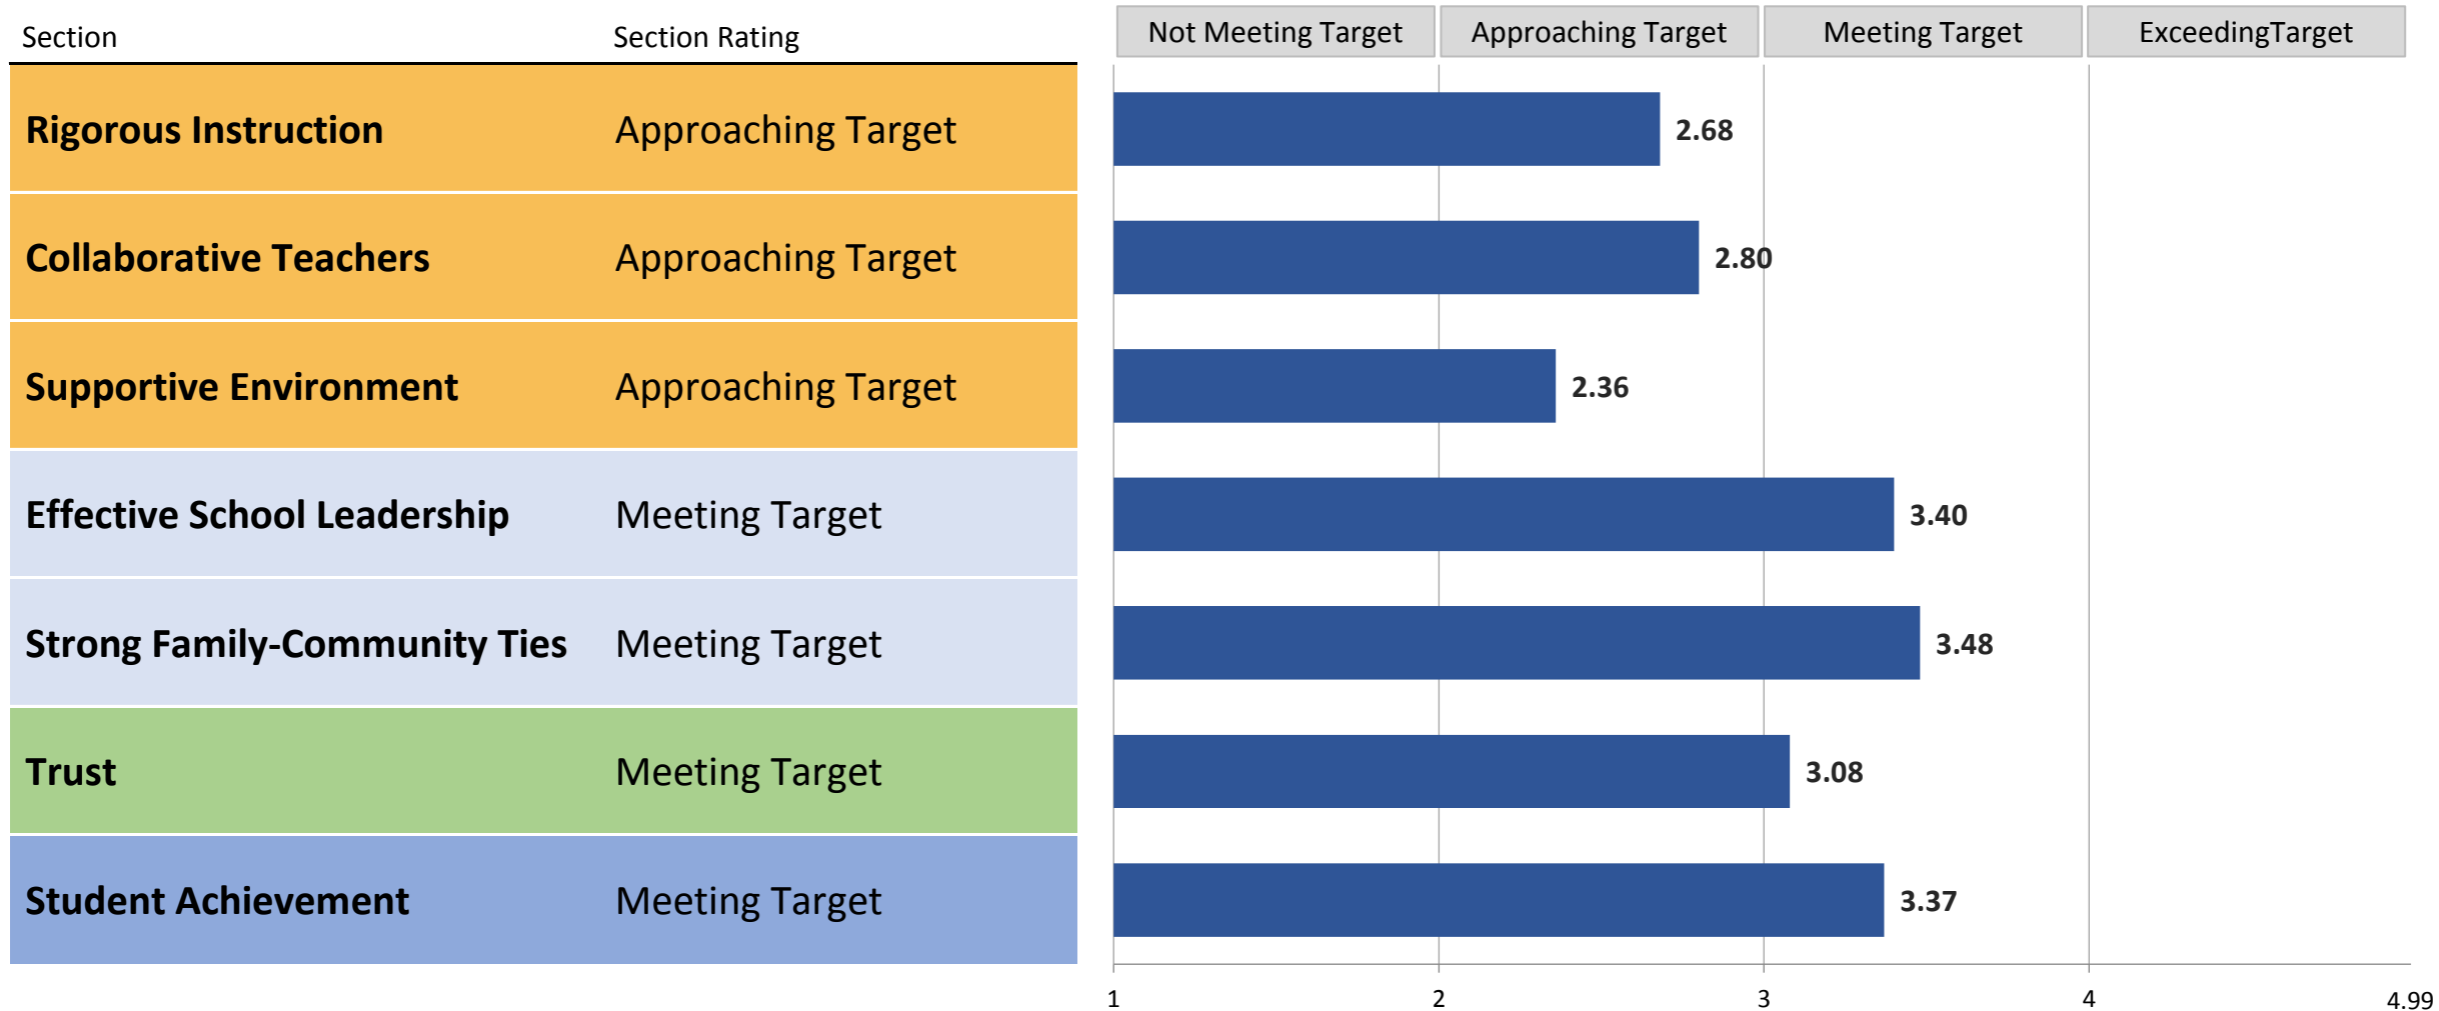 Section Section Rating Not Meeting Target Approaching Target Meeting Target ExceedingTarget
Rigorous Instruction Approaching Target 2.68
Collaborative Teachers Approaching Target 2.80
Supportive Environment Approaching Target 2.36
Effective School Leadership Meeting Target 3.40
Strong Family-Community Ties Meeting Target 3.48
Trust Meeting Target 3.08
Student Achievement Meeting Target 3.37
1 2 3 4 4.99